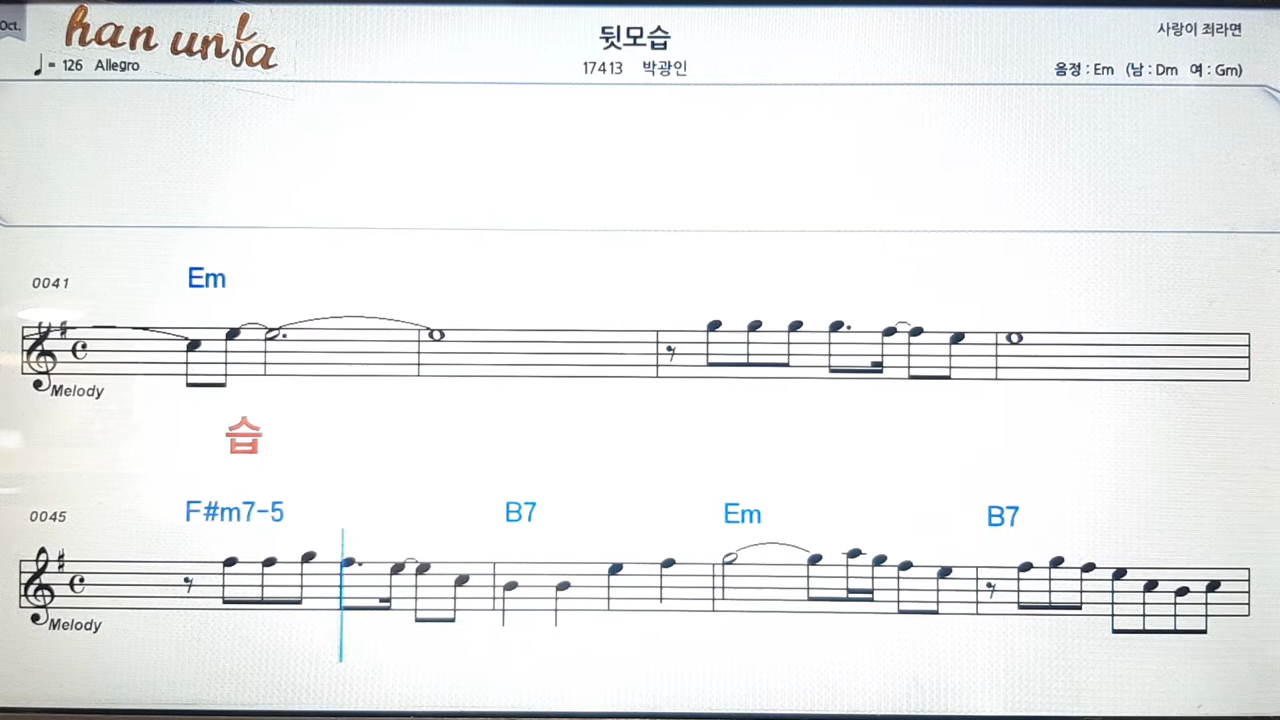 Oct.
han unfa
뒷모습
사랑이 죄라면
= 126 Allegro
17413 박광인
음정 : Em (남 : Dm 여 : Gm)
0041
Em
Melody
습
0045
F#m7-5 B7 Em B7
Melody